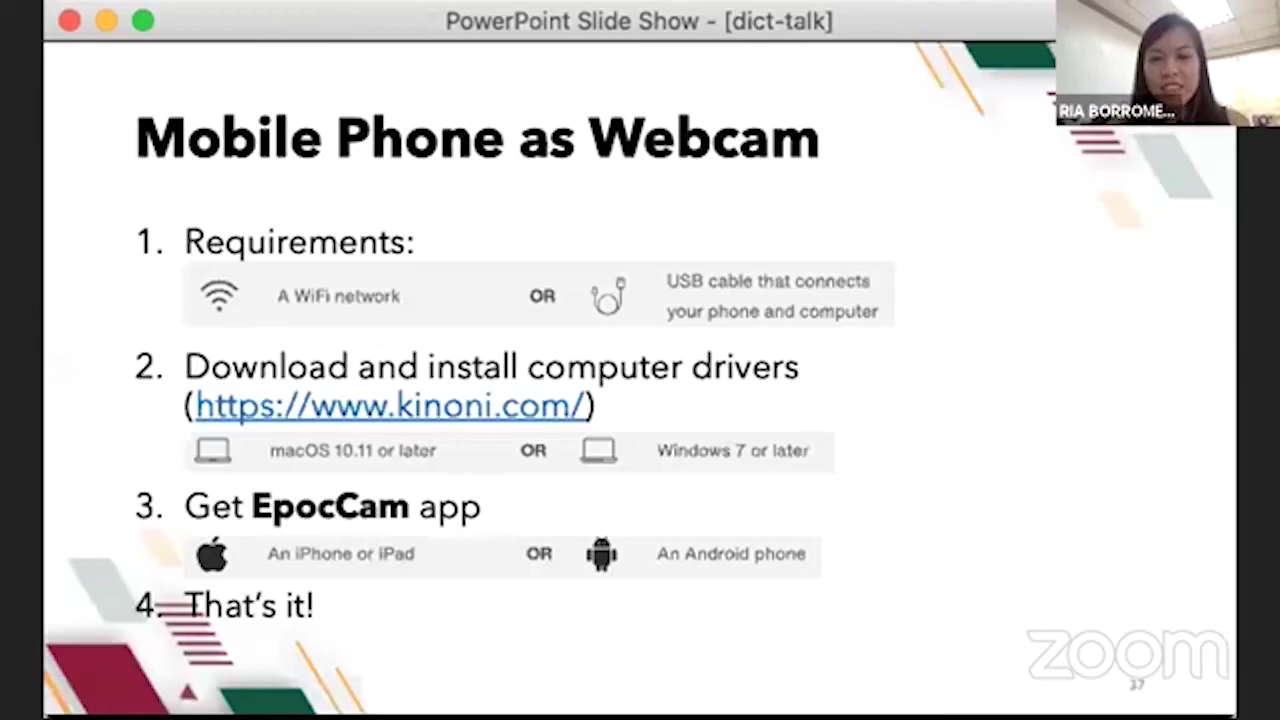 PowerPoint Slide Show - [dict-talk]
RIA BORROME...
Mobile Phone as Webcam
1. Requirements:
A WiFi network OR USB cable that connects
your phone and computer
2. Download and install computer drivers
(https://www.kinoni.com/)
macOS 10.11 or later OR Windows 7 or later
3. Get EpocCam app
An iPhone or iPad OR An Android phone
4. That's it!
zoom
37